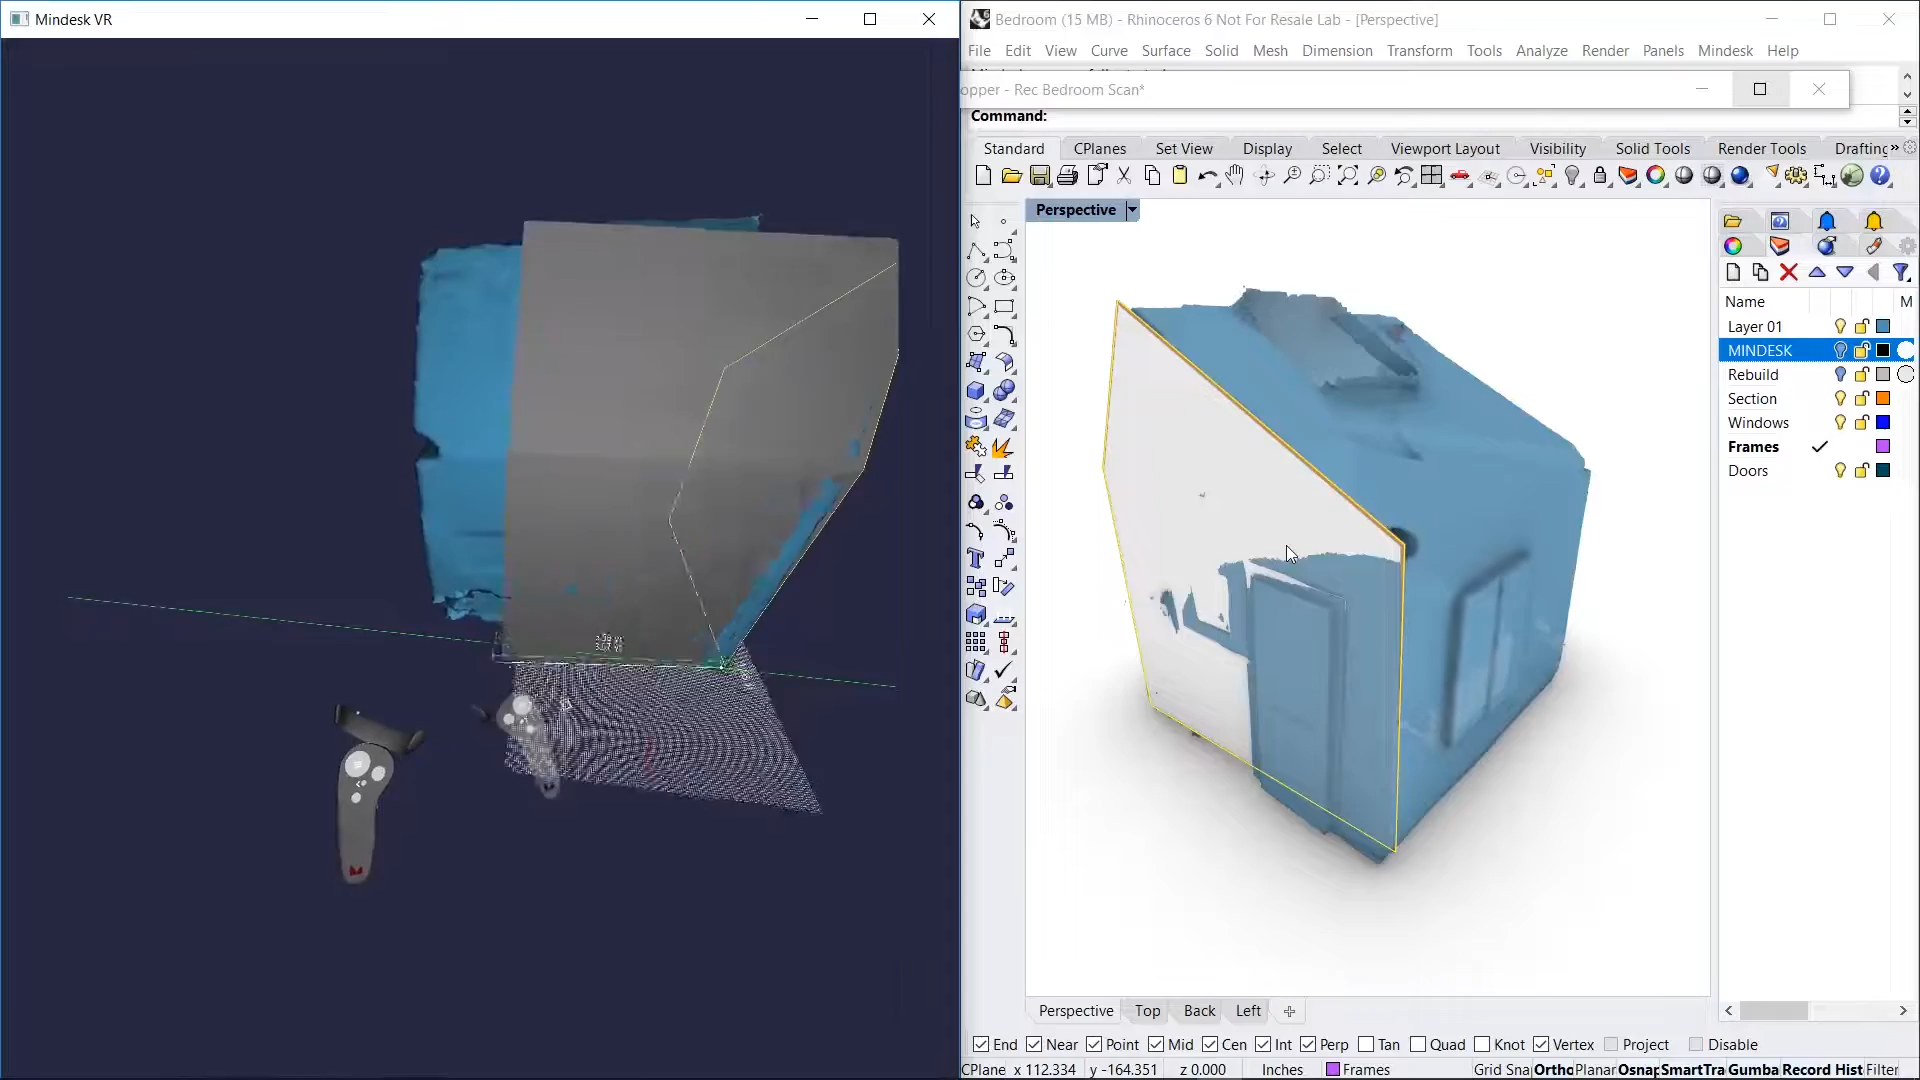 Mindesk VR
Bedroom (15 MB) - Rhinoceros 6 Not For Resale Lab - [Perspective]
File Edit View Curve Surface Solid Mesh Dimension Transform Tools Analyze Render Panels Mindesk Help
opper - Rec Bedroom Scan*
Command:
Standard CPlanes Set View Display Select Viewport Layout Visibility Solid Tools Render Tools Drafting »
Perspective
Name M
Layer 01
MINDESK
Rebuild
Section
Windows
Frames
Doors
Perspective Top Back Left
End Near Point Mid Cen Int Perp Tan Quad Knot Vertex Project Disable
CPlane x 112.334 y -164.351 z 0.000 Inches Frames Grid Sna Ortho Planar Osnap SmartTra Gumba Record Hist Filter